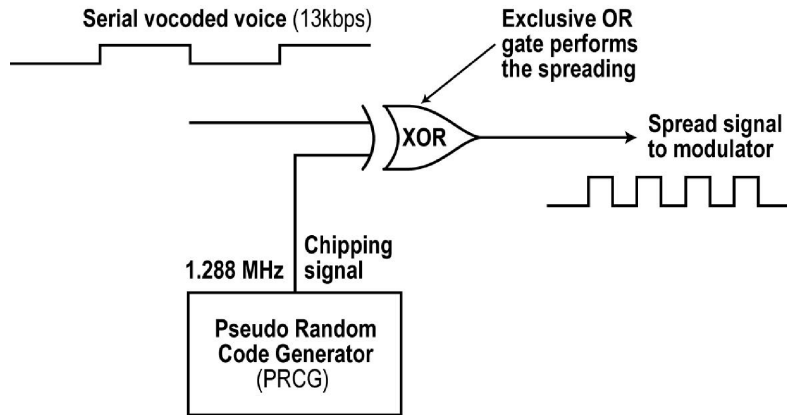 Serial vocoded voice (13kbps)
Exclusive OR
gate performs
the spreading
XOR
Spread signal
to modulator
1.288 MHz
Chipping
signal
Pseudo Random
Code Generator
(PRCG)